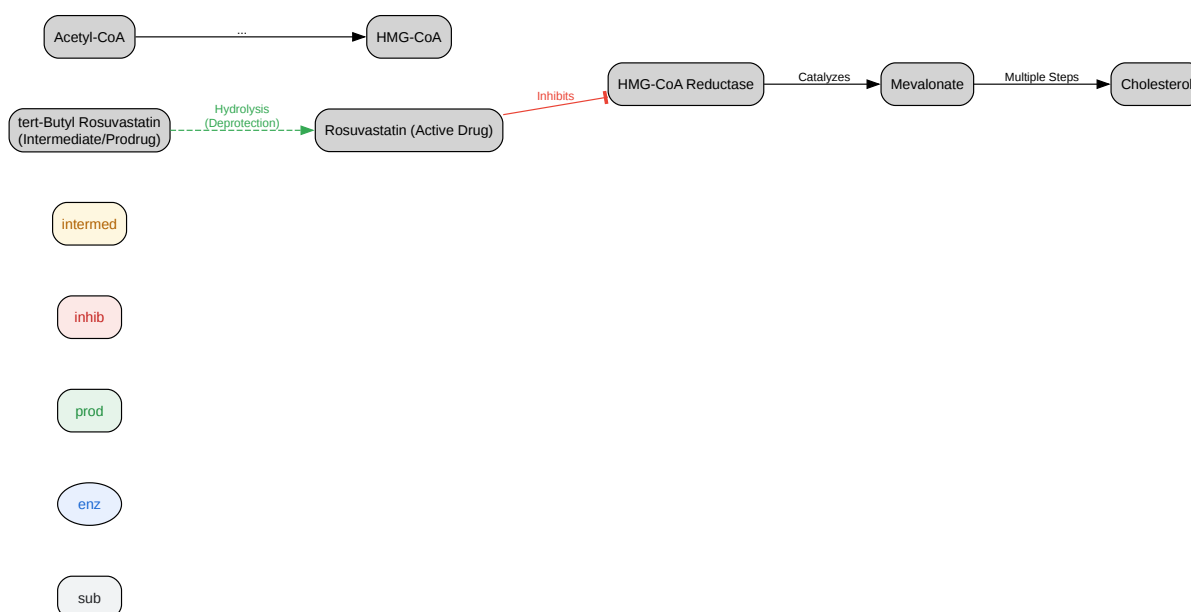 Acetyl-CoA
...
HMG-CoA
HMG-CoA Reductase
Catalyzes
Mevalonate
Multiple Steps
Cholesterol
tert-Butyl Rosuvastatin
(Intermediate/Prodrug)
Hydrolysis
(Deprotection)
Rosuvastatin (Active Drug)
Inhibits
intermed
inhib
prod
enz
sub